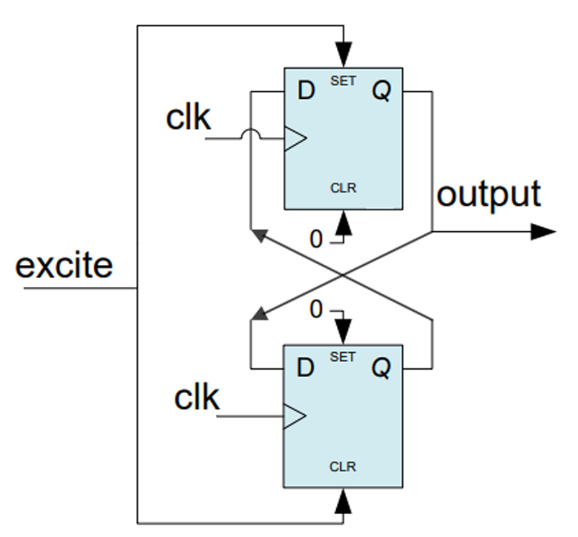 SET
D Q
clk
CLR
output
0
excite
0
SET
D Q
clk
CLR